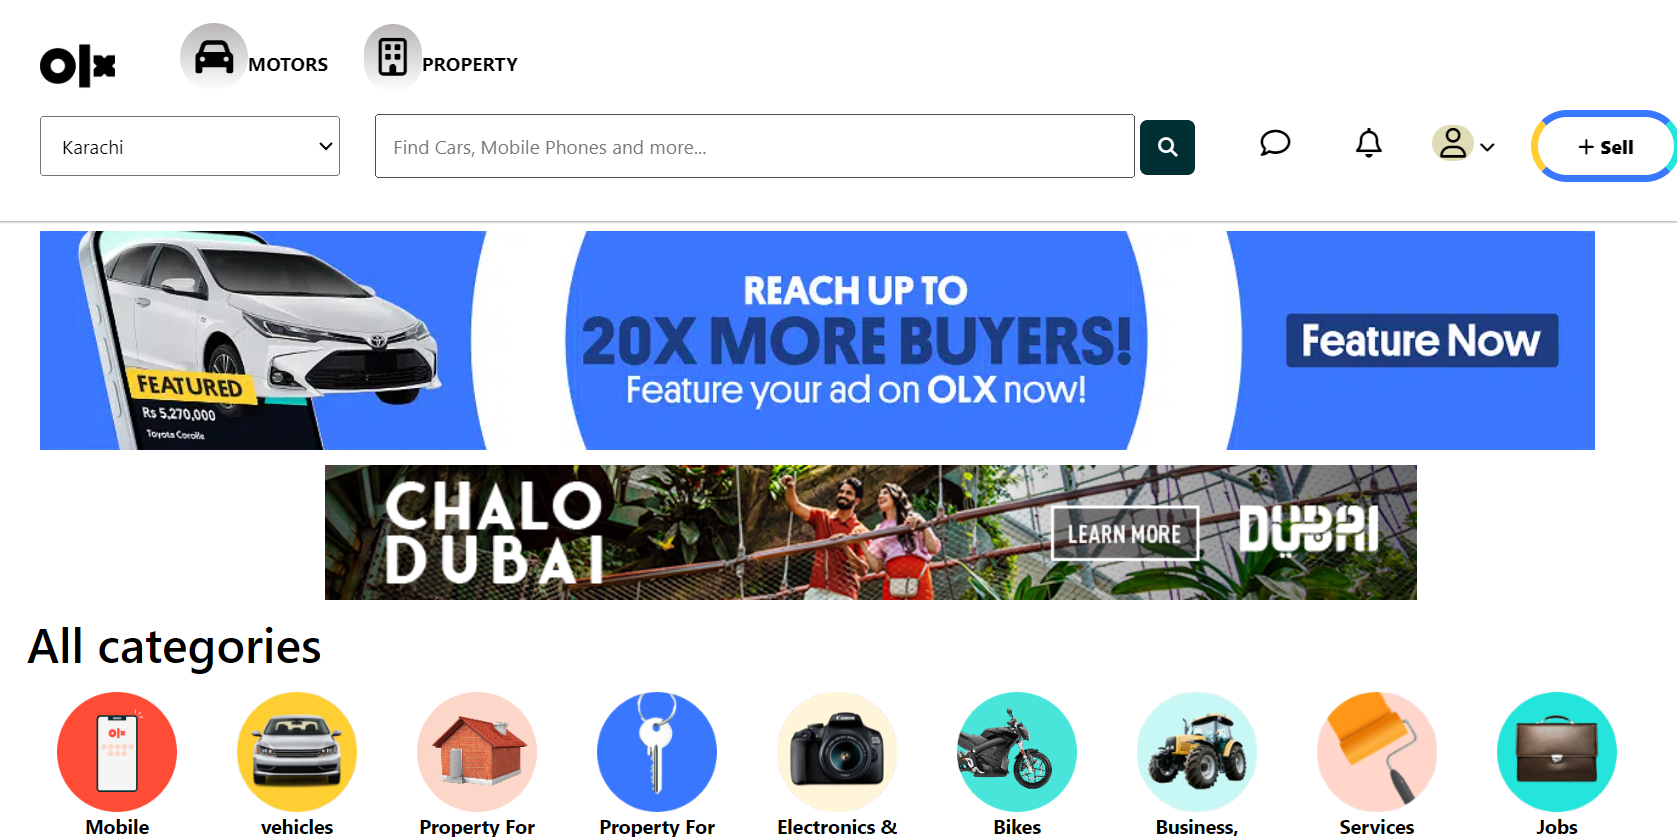 olx
MOTORS
PROPERTY
Karachi
Find Cars, Mobile Phones and more...
+ Sell
REACH UP TO
20X MORE BUYERS!
Feature your ad on OLX now!
Feature Now
FEATURED
Rs 5,270,000
Toyota Corolla
CHALO
DUBAI
LEARN MORE
DUBAI
All categories
olx
Canon
Mobile
vehicles
Property For
Property For
Electronics &
Bikes
Business,
Services
Jobs